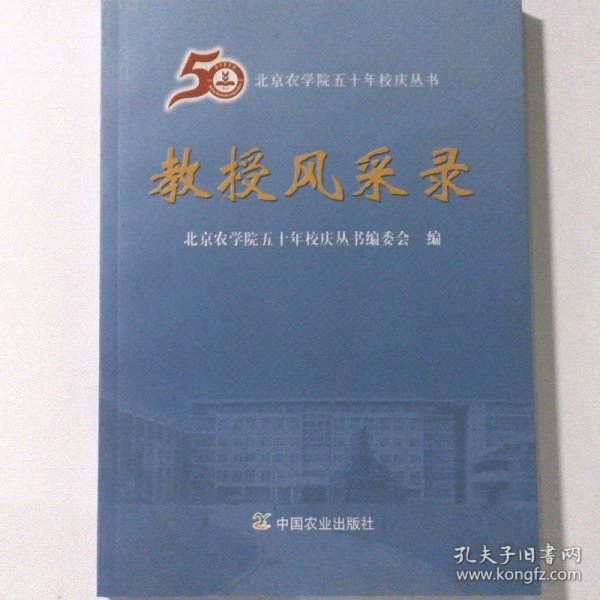 50
北京农学院五十年校庆丛书
教授风采录
北京农学院五十年校庆丛书编委会 编
中国农业出版社
孔夫子旧书网
www.kongfz.com